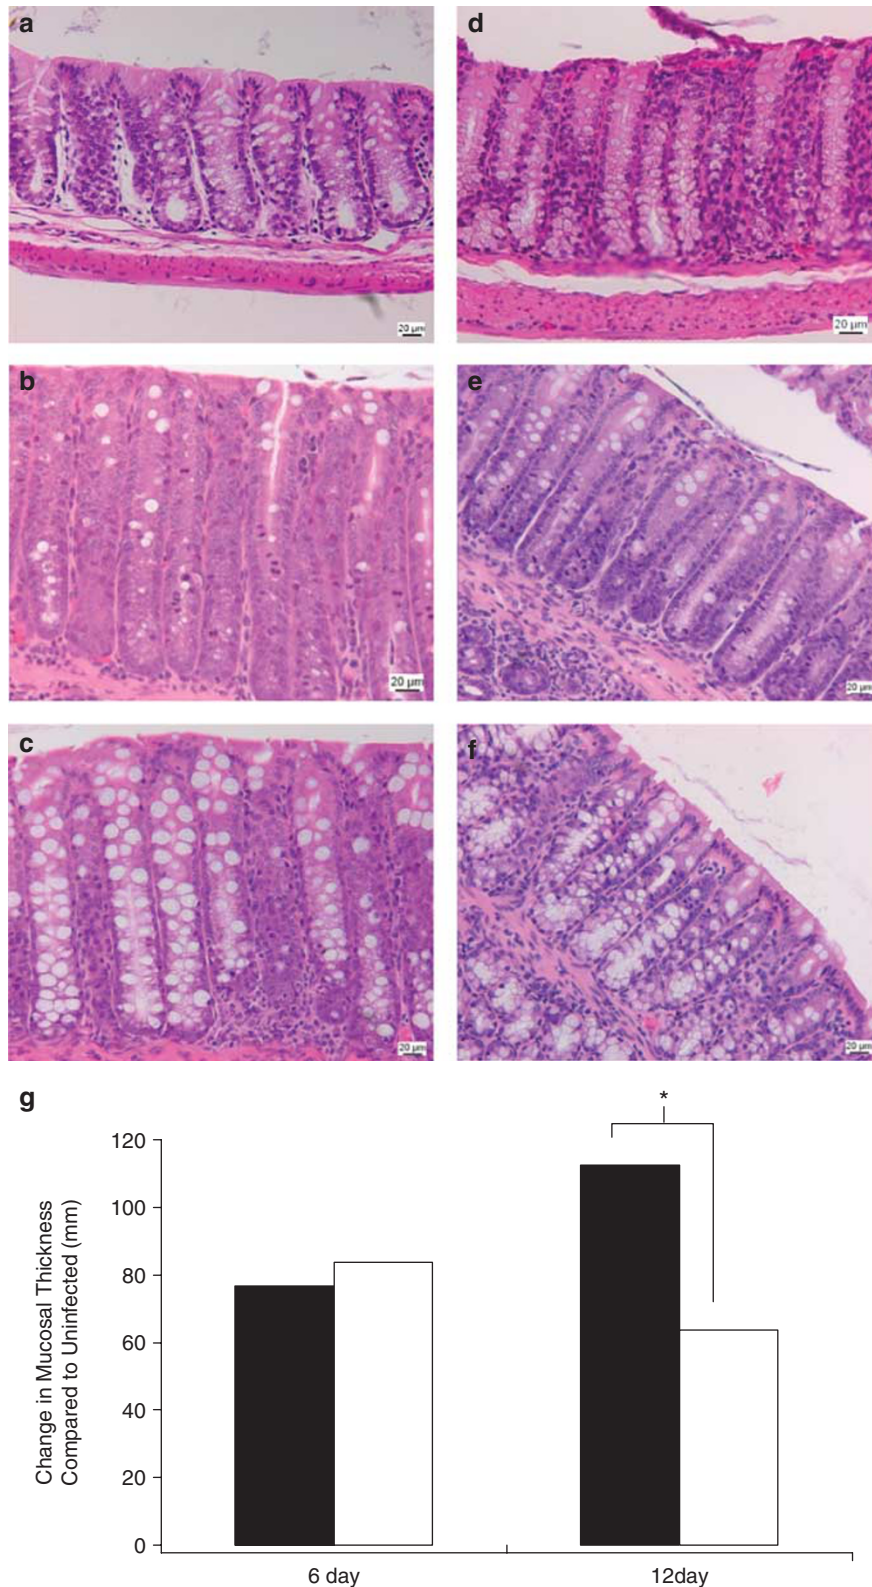 a
20 µm
d
20 µm
b
20 µm
e
20 µm
c
20 µm
f
20 µm
g
*
120
100
80
60
40
20
0
Change in Mucosal Thickness
Compared to Uninfected (mm)
6 day
12day